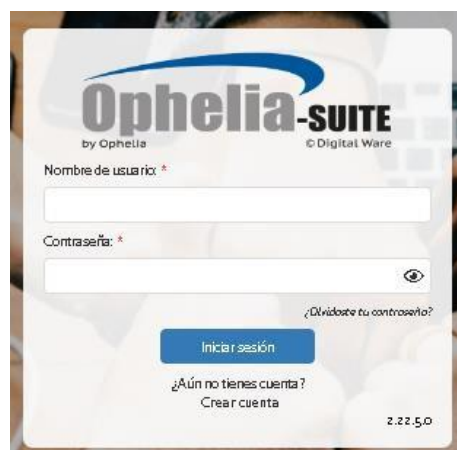 Ophelia-SUITE
by Ophelia © Digital Ware
Nombre de usuario: *
Contraseña: *
¿Olvidaste tu contraseña?
Iniciar sesión
¿Aún no tienes cuenta?
Crear cuenta
2.22.5.0